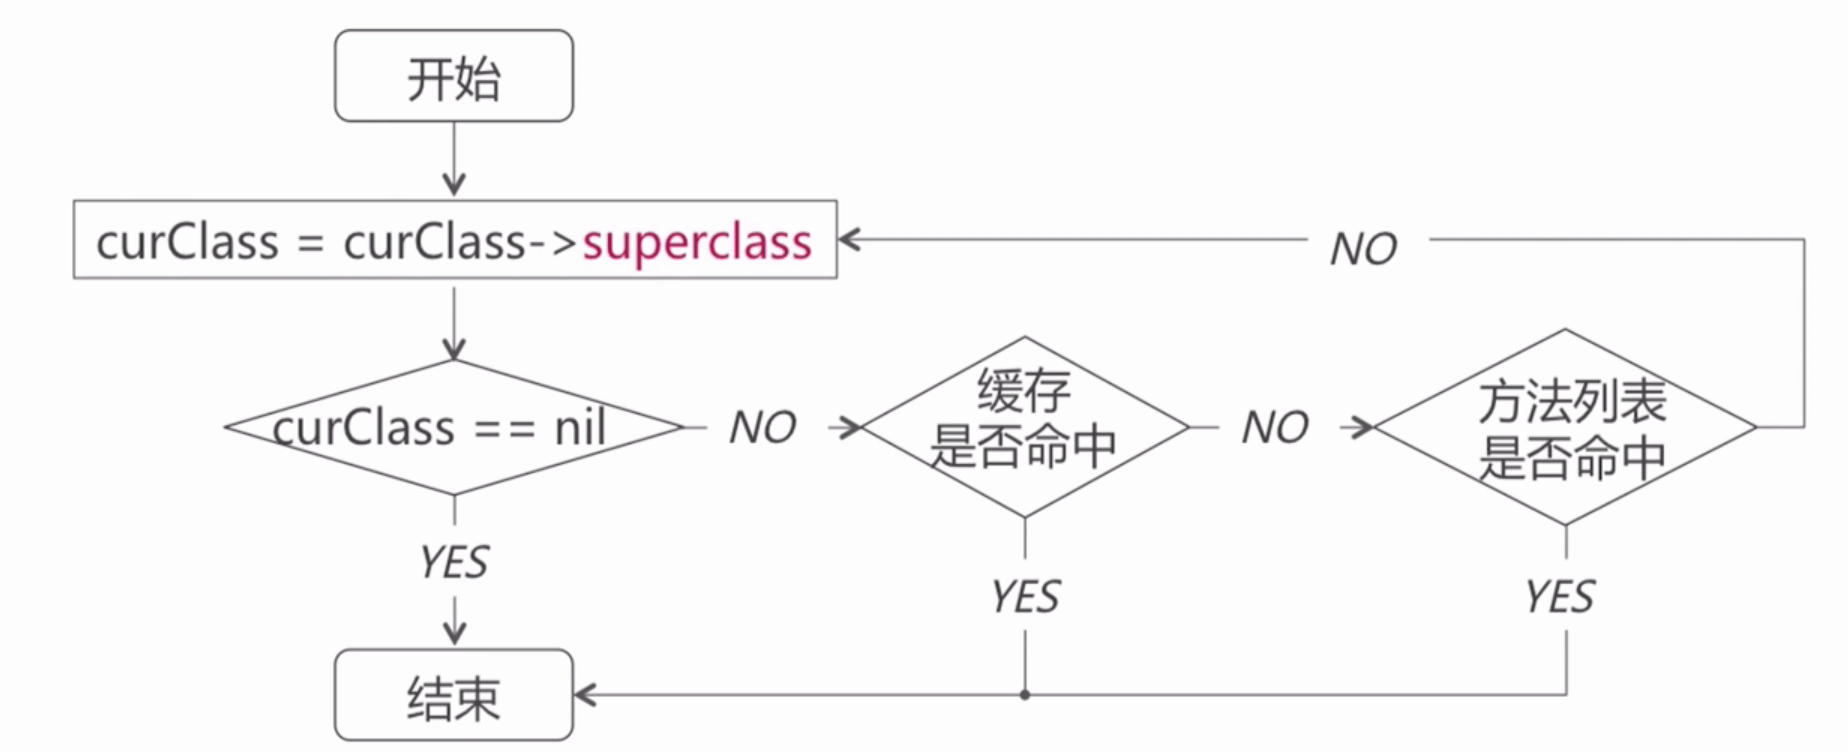 开始
curClass = curClass->superclass
NO
curClass == nil
NO
缓存
是否命中
NO
方法列表
是否命中
YES
YES
YES
结束